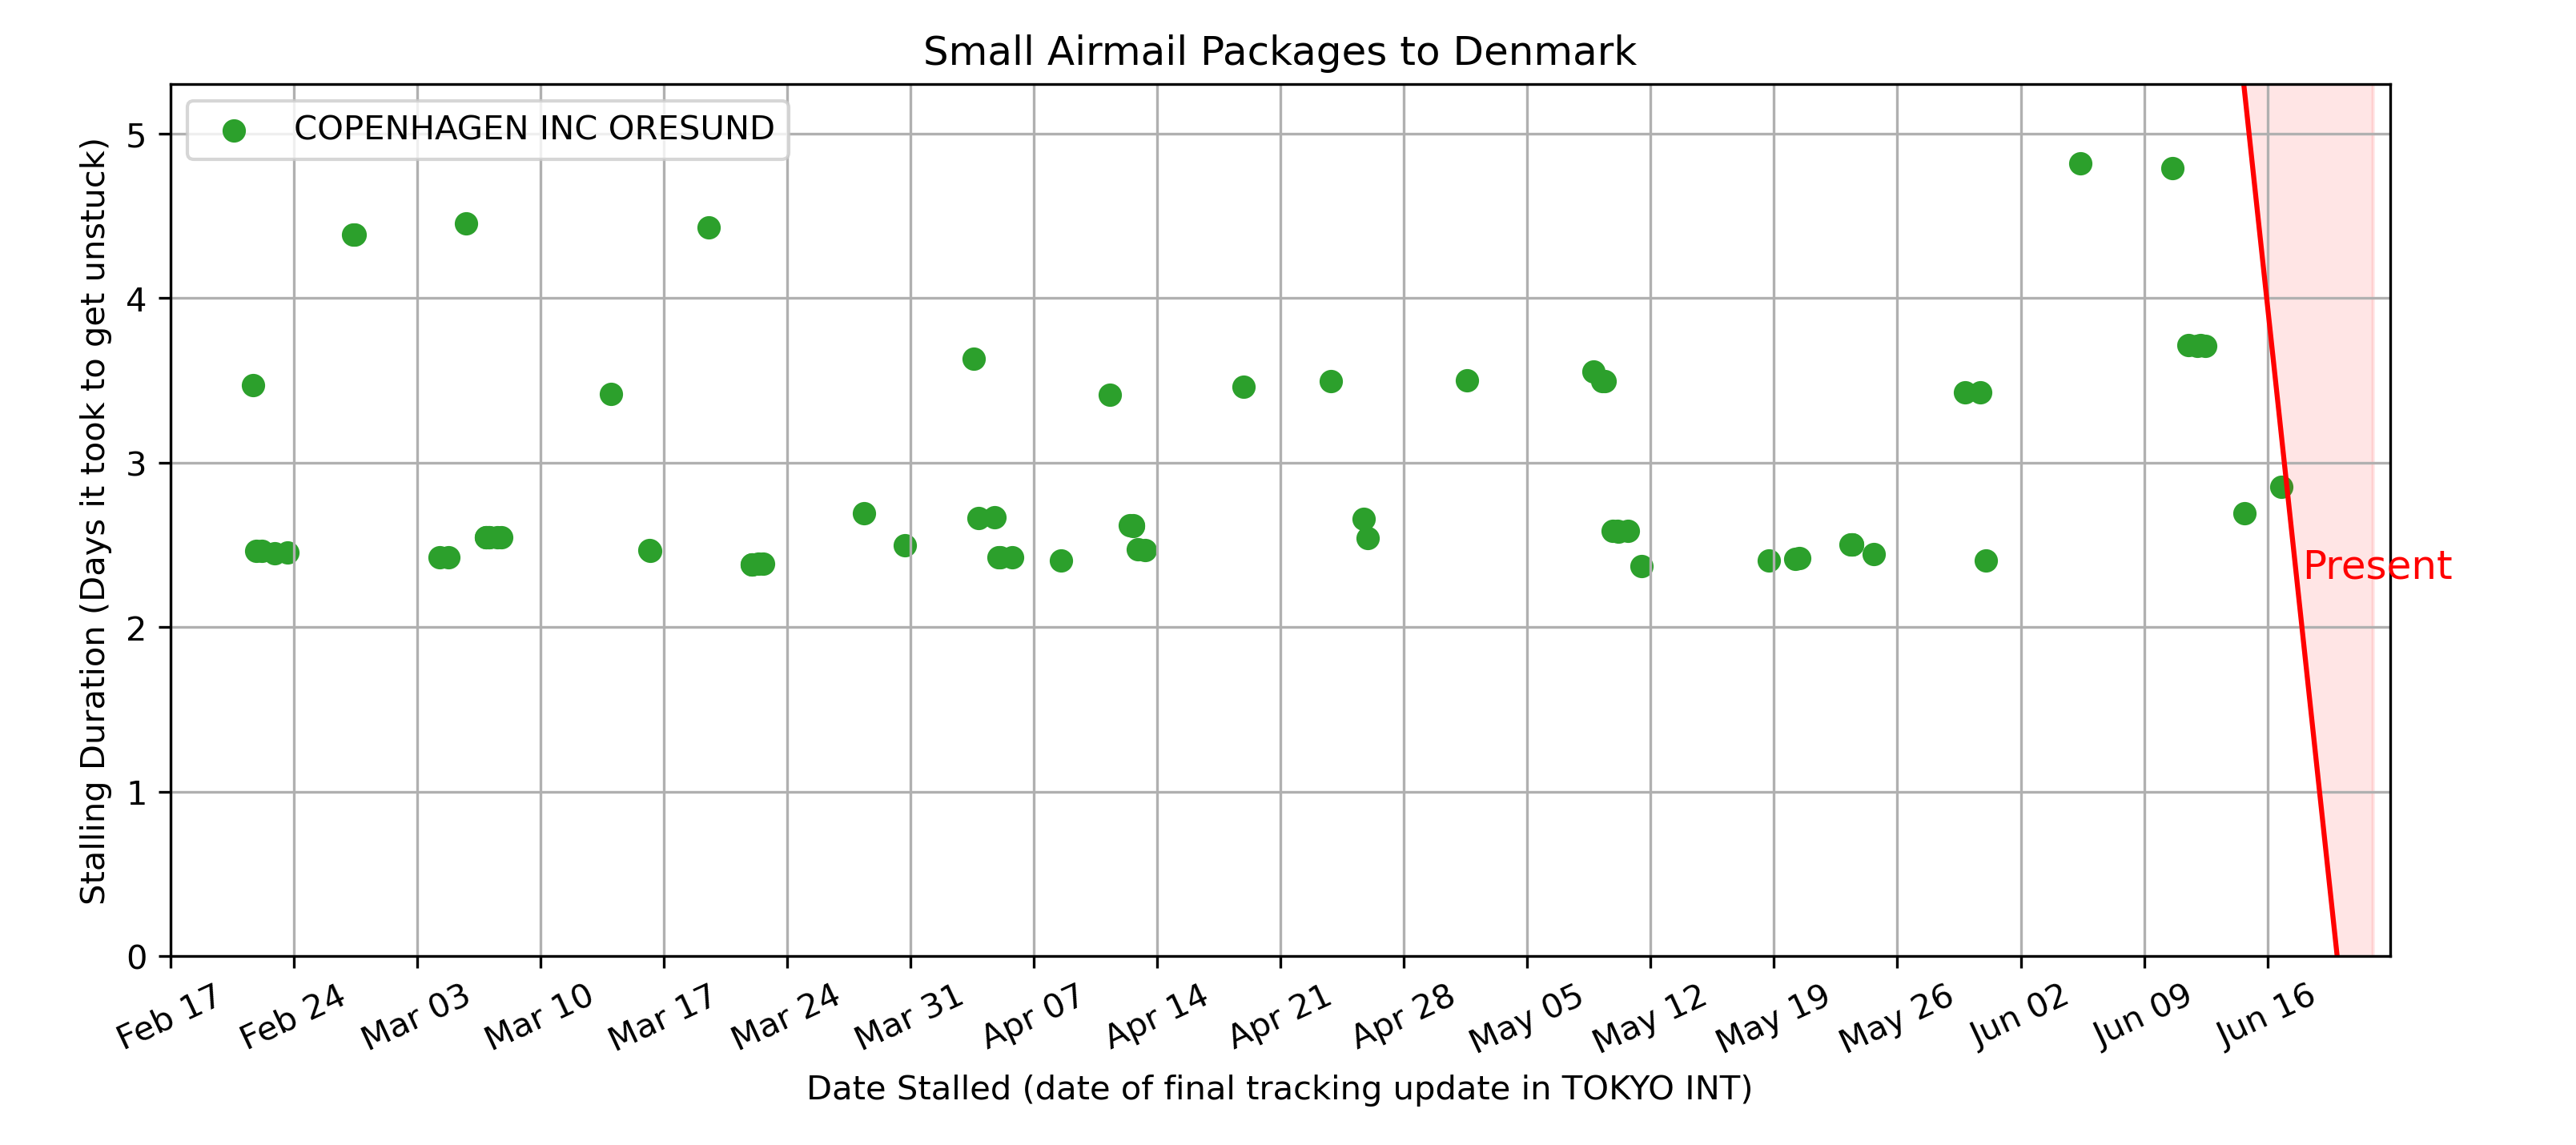 Small Airmail Packages to Denmark
COPENHAGEN INC ORESUND
Stalling Duration (Days it took to get unstuck)
5
4
3
2
1
0
Present
Feb 17
Feb 24
Mar 03
Mar 10
Mar 17
Mar 24
Mar 31
Apr 07
Apr 14
Apr 21
Apr 28
May 05
May 12
May 19
May 26
Jun 02
Jun 09
Jun 16
Date Stalled (date of final tracking update in TOKYO INT)